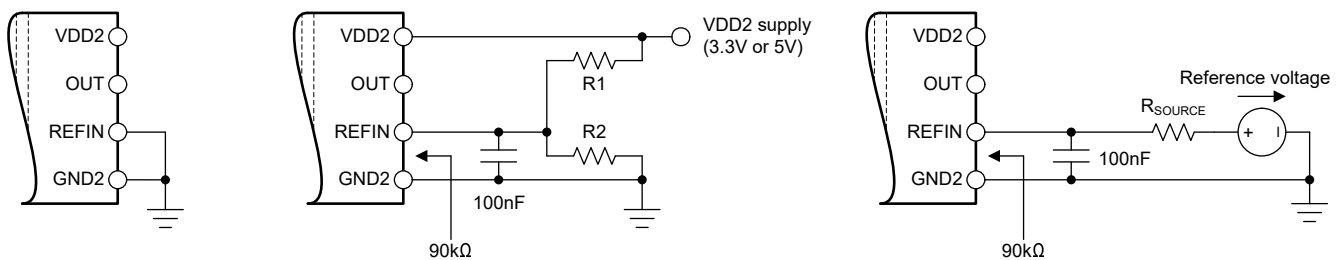 VDD2
OUT
REFIN
GND2
VDD2
OUT
REFIN
GND2
R1
R2
100nF
90kΩ
VDD2 supply
(3.3V or 5V)
VDD2
OUT
REFIN
GND2
100nF
90kΩ
RSOURCE
Reference voltage
+